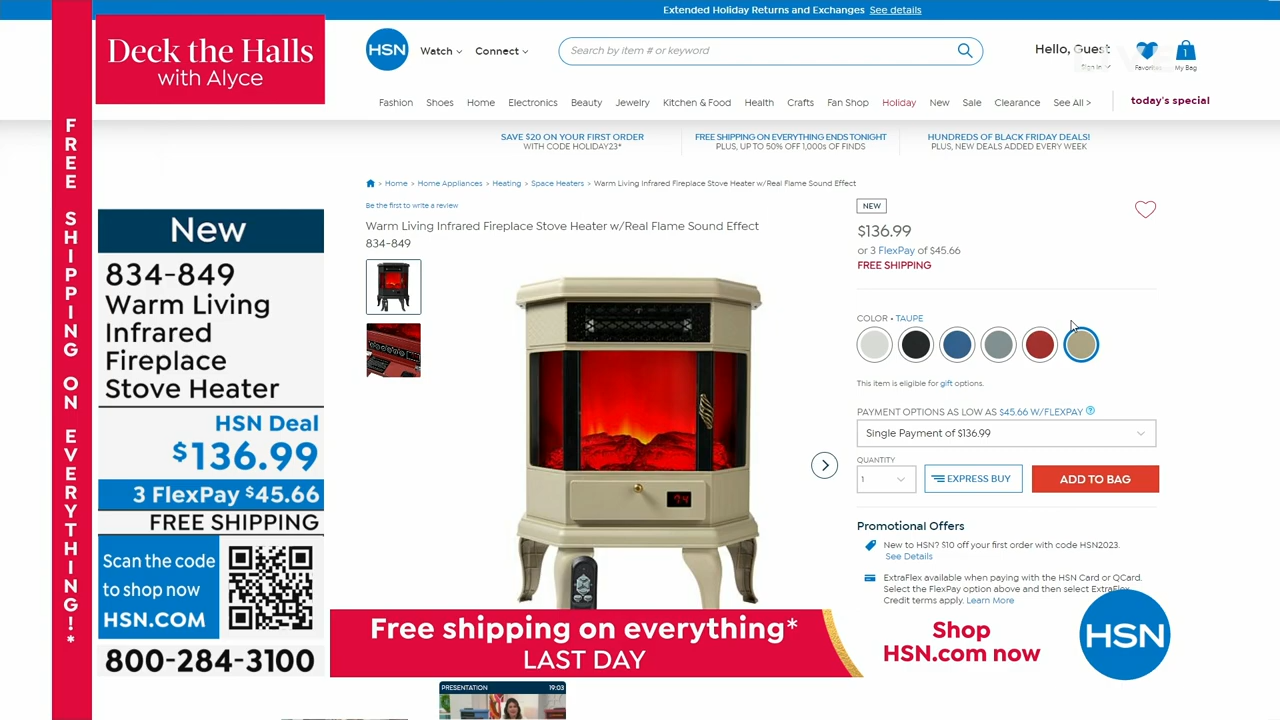 Extended Holiday Returns and Exchanges See details
Deck the Halls
with Alyce
HSN
Watch
Connect
Search by item # or keyword
Hello, Guest
Sign In
Favorites
1
My Bag
Fashion Shoes Home Electronics Beauty Jewelry Kitchen & Food Health Crafts Fan Shop Holiday New Sale Clearance See All >
today's special
FREE SHIPPING ON EVERYTHING!*
SAVE $20 ON YOUR FIRST ORDER
WITH CODE HOLIDAY23*
FREE SHIPPING ON EVERYTHING ENDS TONIGHT
PLUS, UP TO 50% OFF 1,000s OF FINDS
HUNDREDS OF BLACK FRIDAY DEALS!
PLUS, NEW DEALS ADDED EVERY WEEK
> Home > Home Appliances > Heating > Space Heaters > Warm Living Infrared Fireplace Stove Heater w/Real Flame Sound Effect
Be the first to write a review
Warm Living Infrared Fireplace Stove Heater w/Real Flame Sound Effect
834-849
New
834-849
Warm Living
Infrared
Fireplace
Stove Heater
HSN Deal
$136.99
3 FlexPay $45.66
FREE SHIPPING
Scan the code
to shop now
HSN.COM
800-284-3100
NEW
$136.99
or 3 FlexPay of $45.66
FREE SHIPPING
COLOR • TAUPE
This item is eligible for gift options.
PAYMENT OPTIONS AS LOW AS $45.66 W/FLEXPAY
Single Payment of $136.99
QUANTITY
1
EXPRESS BUY
ADD TO BAG
Promotional Offers
New to HSN? $10 off your first order with code HSN2023.
See Details
ExtraFlex available when paying with the HSN Card or QCard.
Select the FlexPay option above and then select ExtraFlex
Credit terms apply. Learn More
Free shipping on everything*
LAST DAY
Shop
HSN.com now
HSN
PRESENTATION 19:03